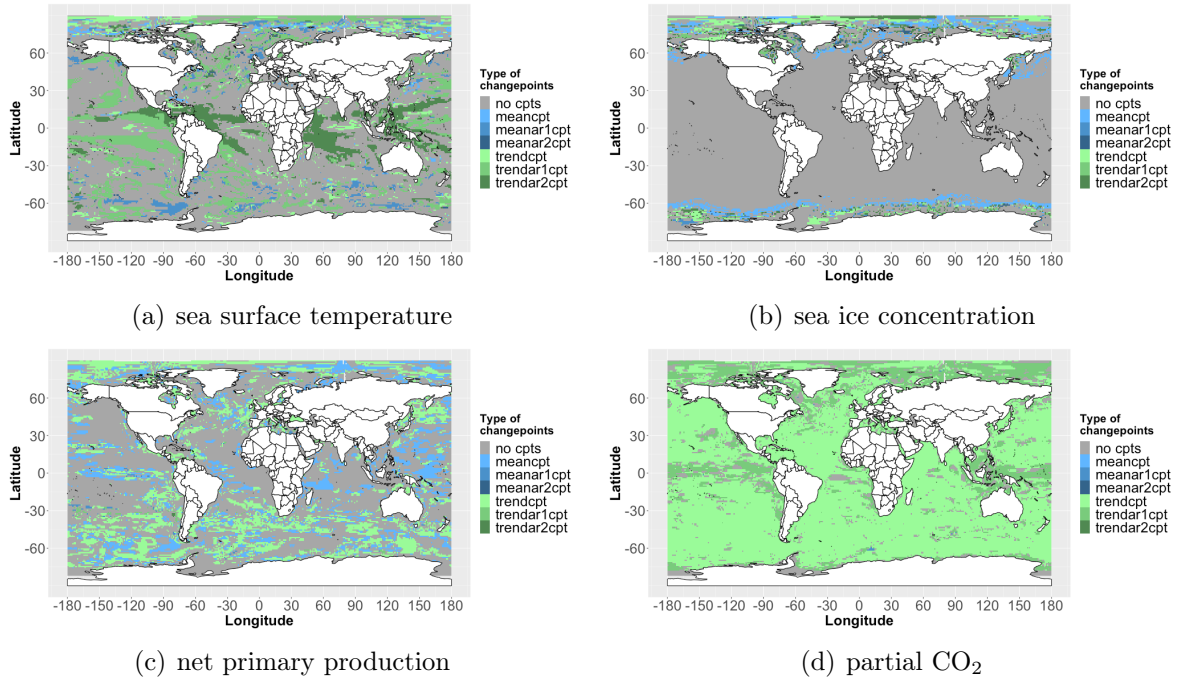 60
30
0
-30
-60
Latitude
-180 -150 -120 -90 -60 -30 0 30 60 90 120 150 180
Longitude
Type of
changepoints
no cpts
meancpt
meanar1cpt
meanar2cpt
trendcpt
trendar1cpt
trendar2cpt
(a) sea surface temperature
60
30
0
-30
-60
Latitude
-180 -150 -120 -90 -60 -30 0 30 60 90 120 150 180
Longitude
Type of
changepoints
no cpts
meancpt
meanar1cpt
meanar2cpt
trendcpt
trendar1cpt
trendar2cpt
(b) sea ice concentration
60
30
0
-30
-60
Latitude
-180 -150 -120 -90 -60 -30 0 30 60 90 120 150 180
Longitude
Type of
changepoints
no cpts
meancpt
meanar1cpt
meanar2cpt
trendcpt
trendar1cpt
trendar2cpt
(c) net primary production
60
30
0
-30
-60
Latitude
-180 -150 -120 -90 -60 -30 0 30 60 90 120 150 180
Longitude
Type of
changepoints
no cpts
meancpt
meanar1cpt
meanar2cpt
trendcpt
trendar1cpt
trendar2cpt
(d) partial CO₂